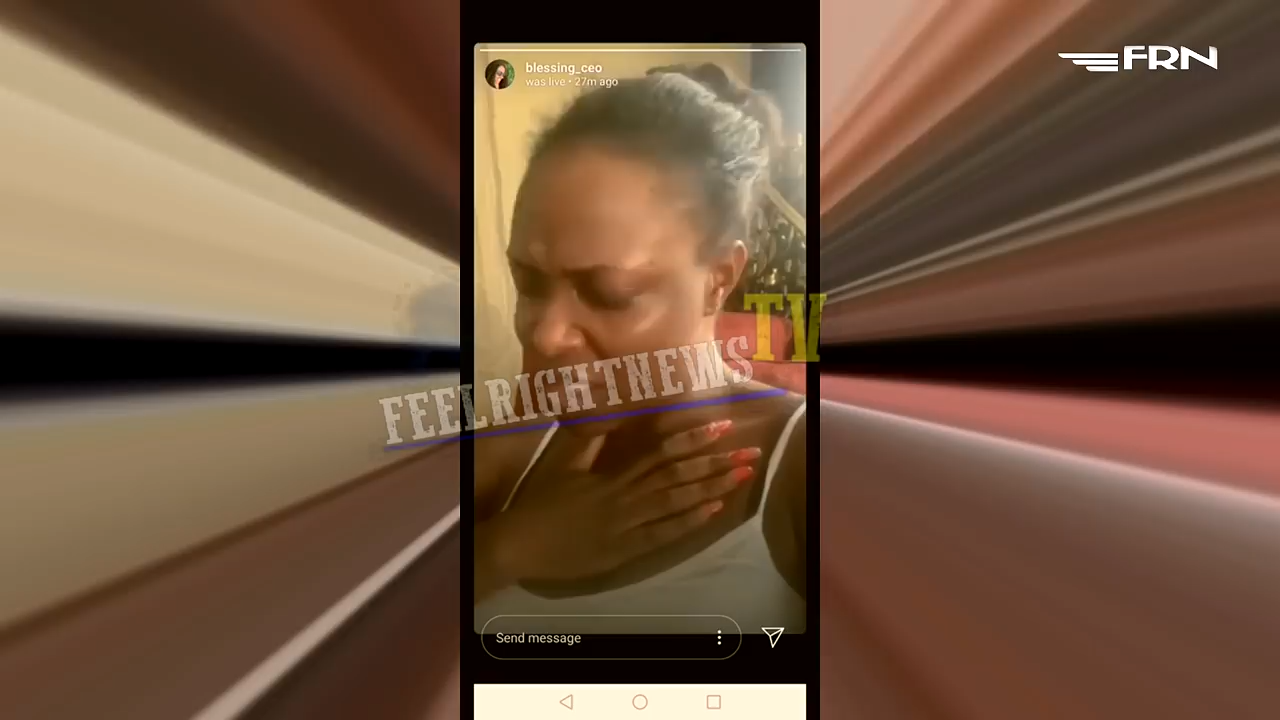 FRN
blessing_ceo
was live • 27m ago
TV
FEELRIGHTNEWS
Send message